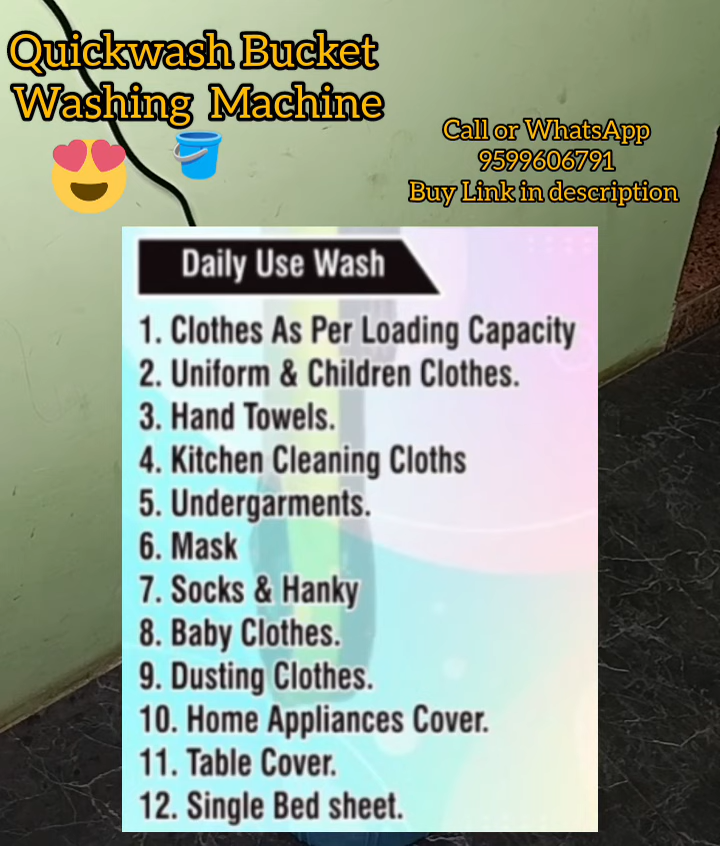 Quickwash Bucket
Washing Machine
Call or WhatsApp
9599606791
Buy Link in description
Daily Use Wash
1. Clothes As Per Loading Capacity
2. Uniform & Children Clothes.
3. Hand Towels.
4. Kitchen Cleaning Cloths
5. Undergarments.
6. Mask
7. Socks & Hanky
8. Baby Clothes.
9. Dusting Clothes.
10. Home Appliances Cover.
11. Table Cover.
12. Single Bed sheet.